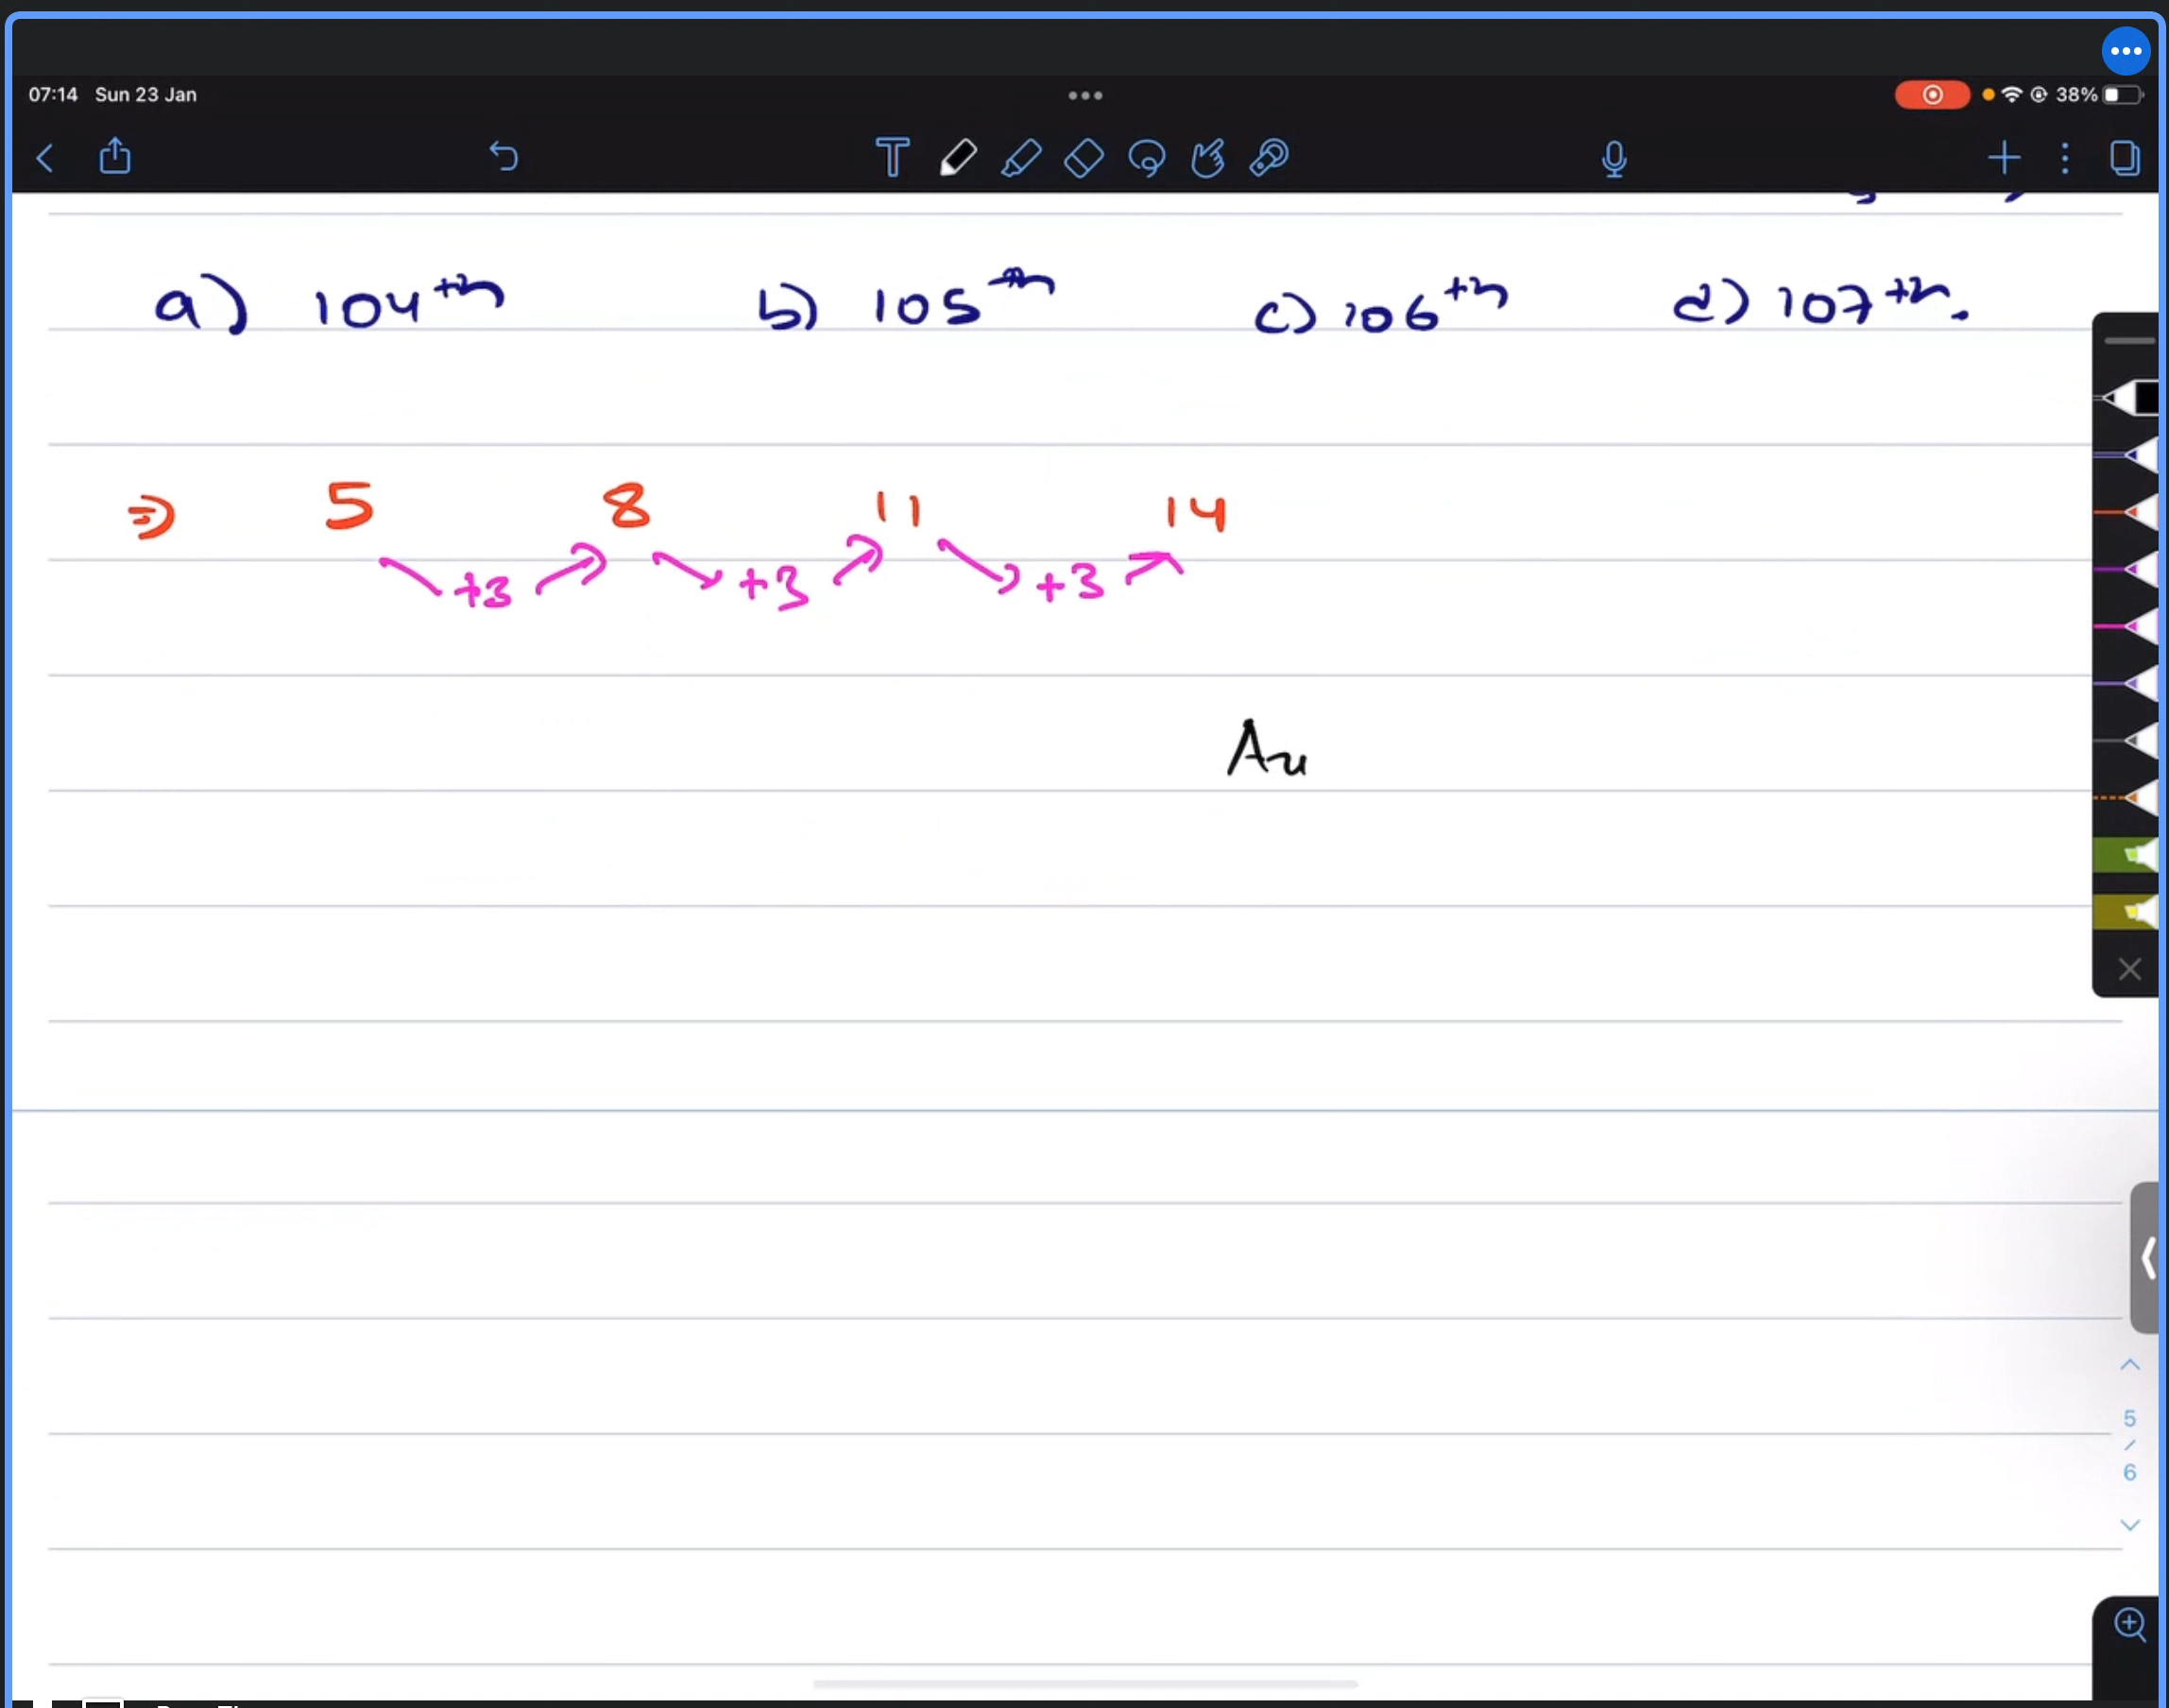 07:14 Sun 23 Jan 38%
a) 104th b) 105th c) 106th d) 107th.
⇒ 5 8 11 14
+3 +3 +3
5
/
6